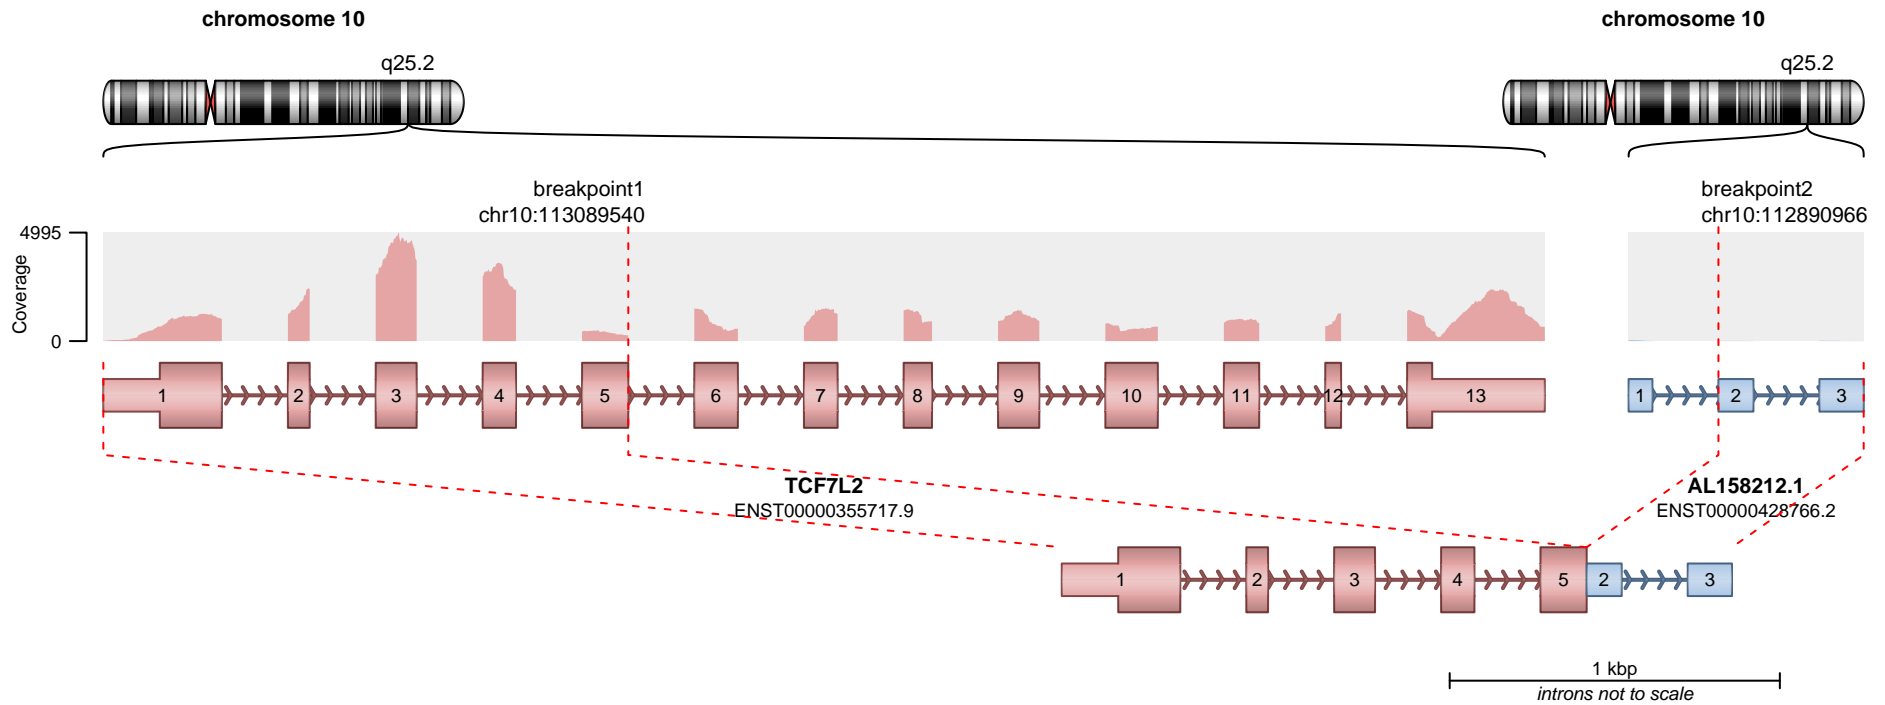 chromosome 10
chromosome 10
q25.2
q25.2
breakpoint1
chr10:113089540
breakpoint2
chr10:112890966
4995
Coverage
0
1 2 3 4 5 6 7 8 9 10 11 12 13
1 2 3
TCF7L2
ENST00000355717.9
AL158212.1
ENST00000428766.2
1 2 3 4 5 2 3
1 kbp
introns not to scale